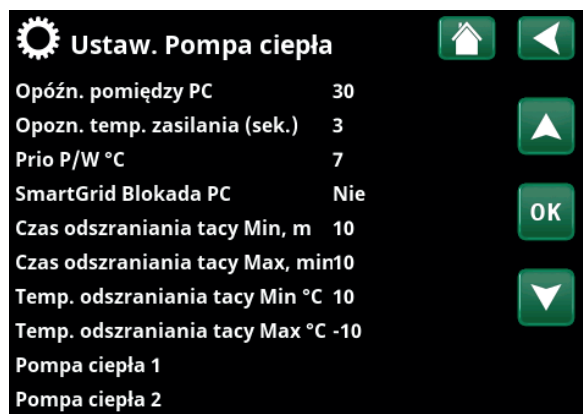 Ustaw. Pompa ciepła
Opóźn. pomiędzy PC 30
Opozn. temp. zasilania (sek.) 3
Prio P/W °C 7
SmartGrid Blokada PC Nie
Czas odszraniania tacy Min, m 10
Czas odszraniania tacy Max, min10
Temp. odszraniania tacy Min °C 10
Temp. odszraniania tacy Max °C -10
Pompa ciepła 1
Pompa ciepła 2
OK